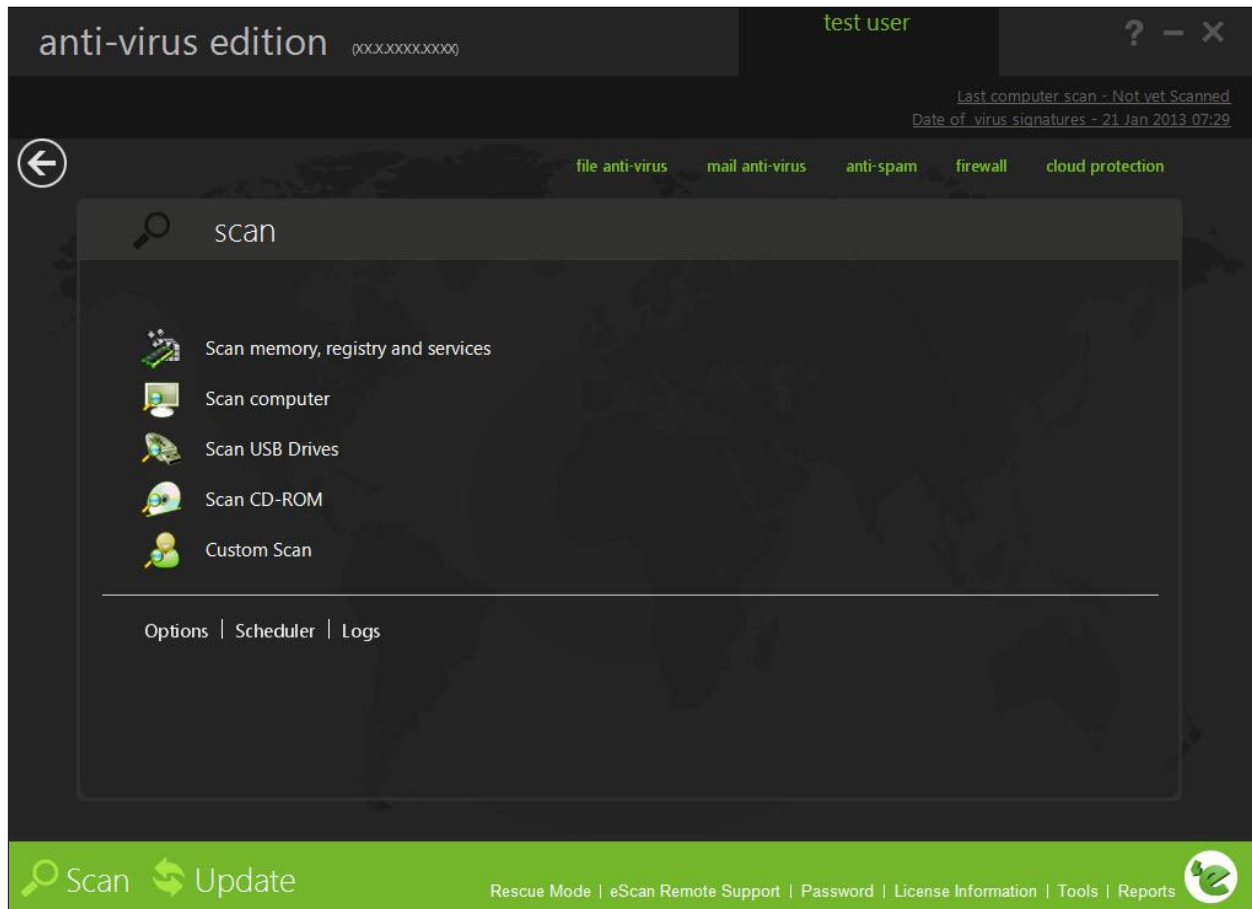 anti-virus edition (xx.x.xxxx.xxxx)
test user
? – ×
Last computer scan - Not yet Scanned
Date of virus signatures - 21 Jan 2013 07:29
file anti-virus mail anti-virus anti-spam firewall cloud protection
scan
Scan memory, registry and services
Scan computer
Scan USB Drives
Scan CD-ROM
Custom Scan
Options | Scheduler | Logs
Scan Update
Rescue Mode | eScan Remote Support | Password | License Information | Tools | Reports
e